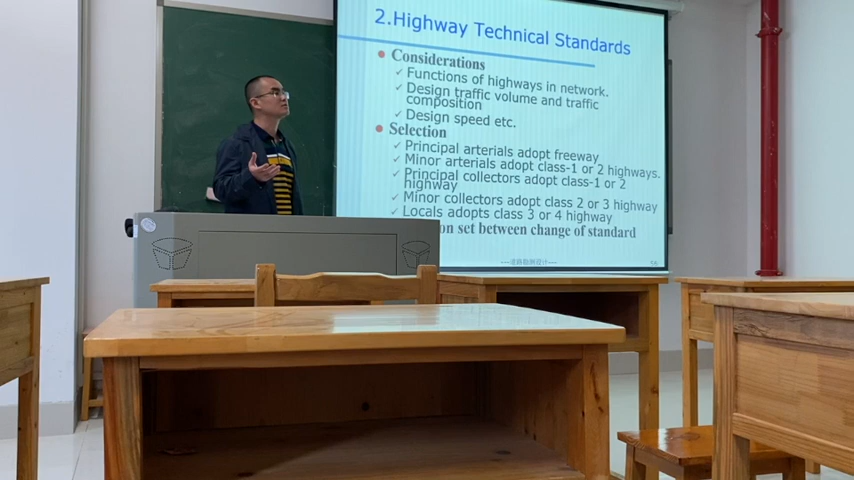 2.Highway Technical Standards
Considerations
Functions of highways in network.
Design traffic volume and traffic
composition
Design speed etc.
Selection
Principal arterials adopt freeway
Minor arterials adopt class-1 or 2 highways.
Principal collectors adopt class-1 or 2
highway
Minor collectors adopt class 2 or 3 highway
Locals adopts class 3 or 4 highway
on set between change of standard